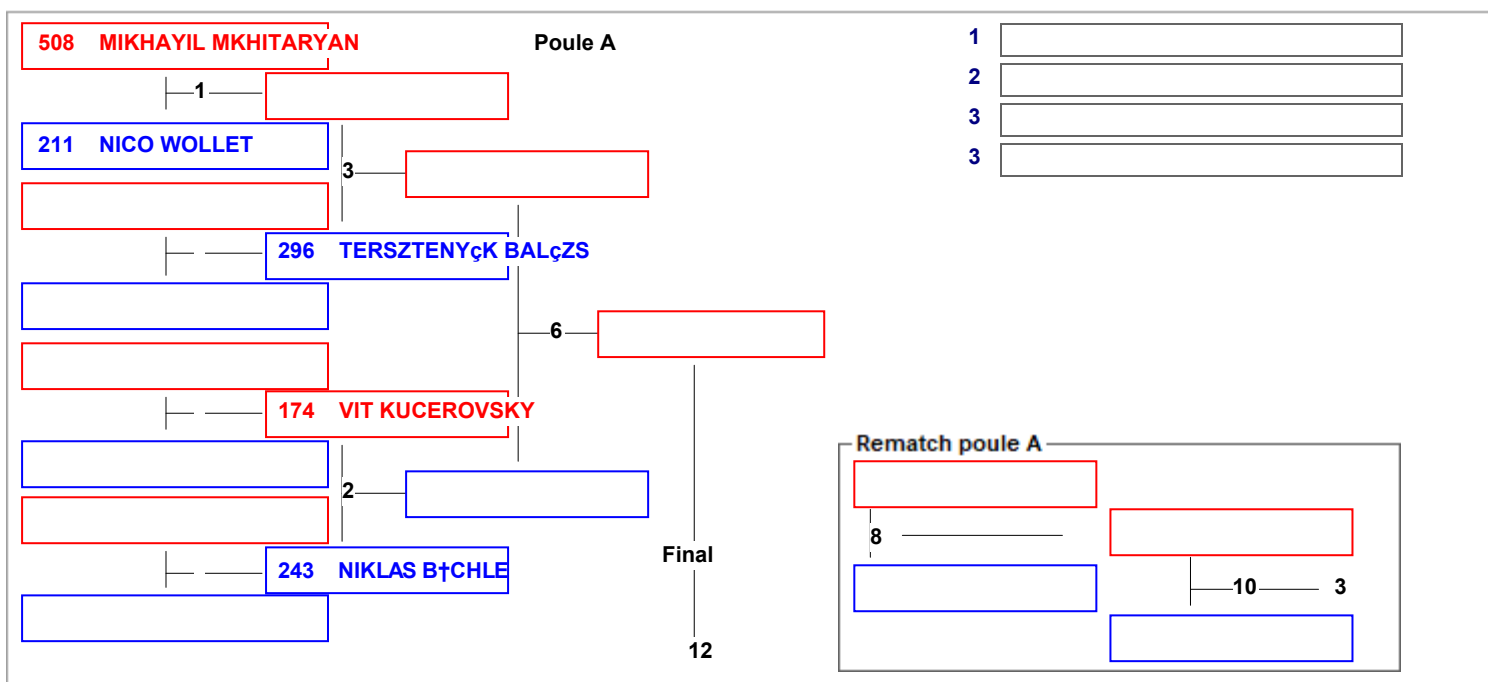 508 MIKHAYIL MKHITARYAN
Poule A
1
1
2
3
3
211 NICO WOLLET
3
296 TERSZTENYçK BALçZS
6
174 VIT KUCEROVSKY
2
243 NIKLAS B†CHLE
Final
12
Rematch poule A
8
10
3